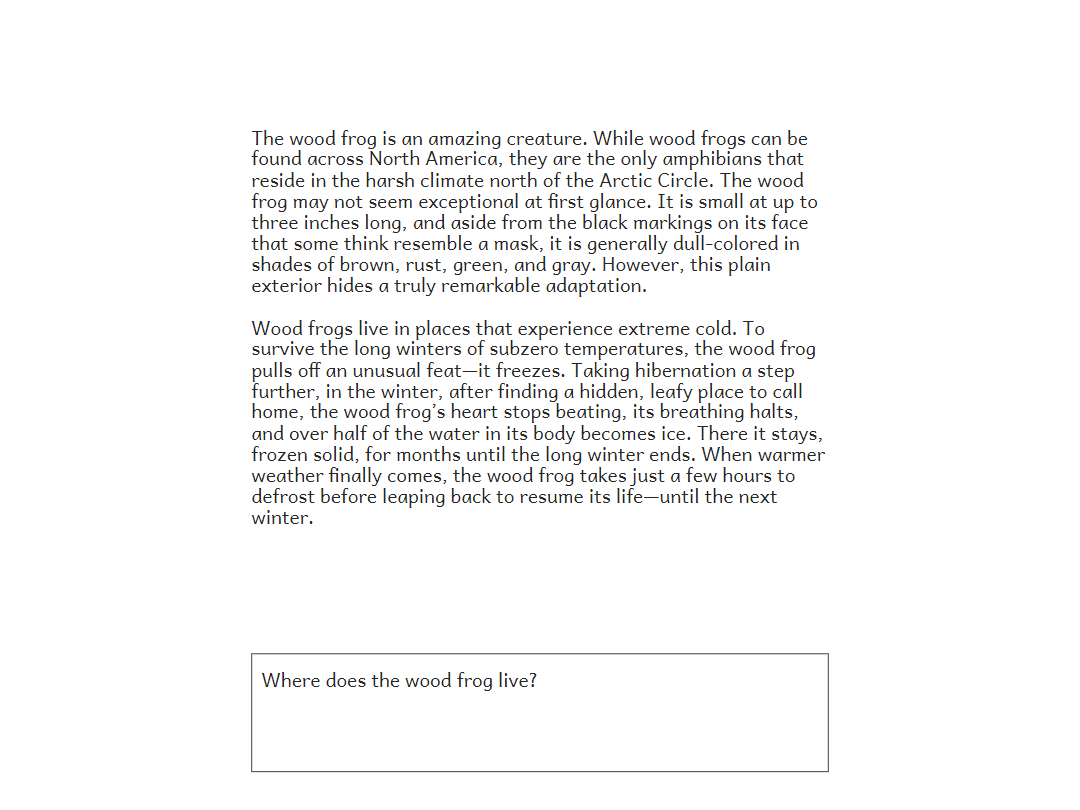 The wood frog is an amazing creature. While wood frogs can be
found across North America, they are the only amphibians that
reside in the harsh climate north of the Arctic Circle. The wood
frog may not seem exceptional at first glance. It is small at up to
three inches long, and aside from the black markings on its face
that some think resemble a mask, it is generally dull-colored in
shades of brown, rust, green, and gray. However, this plain
exterior hides a truly remarkable adaptation.
Wood frogs live in places that experience extreme cold. To
survive the long winters of subzero temperatures, the wood frog
pulls off an unusual feat—it freezes. Taking hibernation a step
further, in the winter, after finding a hidden, leafy place to call
home, the wood frog's heart stops beating, its breathing halts,
and over half of the water in its body becomes ice. There it stays,
frozen solid, for months until the long winter ends. When warmer
weather finally comes, the wood frog takes just a few hours to
defrost before leaping back to resume its life—until the next
winter.
Where does the wood frog live?